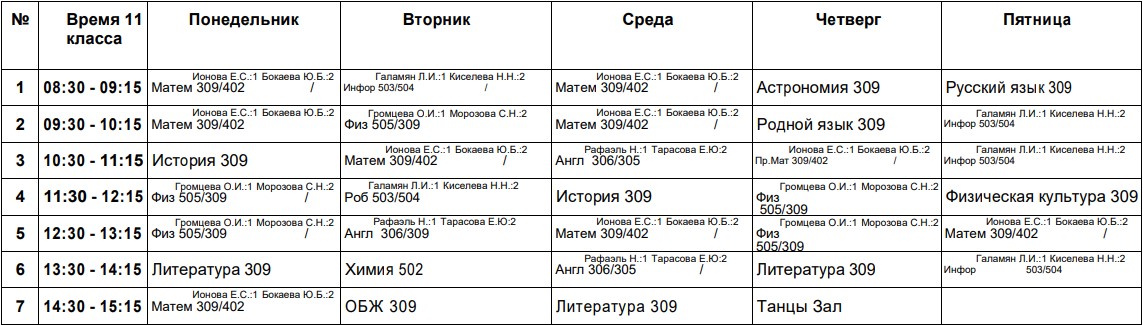 № Время 11 класса Понедельник Вторник Среда Четверг Пятница
1 08:30 - 09:15
Ионова Е.С.:1 Бокаева Ю.Б.:2
Матем 309/402 /
Галамян Л.И.:1 Киселева Н.Н.:2
Инфор 503/504 /
Ионова Е.С.:1 Бокаева Ю.Б.:2
Матем 309/402 /
Астрономия 309
Русский язык 309
2 09:30 - 10:15
Ионова Е.С.:1 Бокаева Ю.Б.:2
Матем 309/402
Громцева О.И.:1 Морозова С.Н.:2
Физ 505/309
Ионова Е.С.:1 Бокаева Ю.Б.:2
Матем 309/402 /
Родной язык 309
Галамян Л.И.:1 Киселева Н.Н.:2
Инфор 503/504
3 10:30 - 11:15
История 309
Ионова Е.С.:1 Бокаева Ю.Б.:2
Матем 309/402 /
Рафаэль Н.:1 Тарасова Е.Ю.:2
Англ 306/305
Ионова Е.С.:1 Бокаева Ю.Б.:2
Пр.Мат 309/402 /
Галамян Л.И.:1 Киселева Н.Н.:2
Инфор 503/504
4 11:30 - 12:15
Громцева О.И.:1 Морозова С.Н.:2
Физ 505/309 /
Галамян Л.И.:1 Киселева Н.Н.:2
Роб 503/504
История 309
Громцева О.И.:1 Морозова С.Н.:2
Физ
505/309
Физическая культура 309
5 12:30 - 13:15
Громцева О.И.:1 Морозова С.Н.:2
Физ 505/309 /
Рафаэль Н.:1 Тарасова Е.Ю:2
Англ 306/309
Ионова Е.С.:1 Бокаева Ю.Б.:2
Матем 309/402 /
Громцева О.И.:1 Морозова С.Н.:2
Физ
505/309
Ионова Е.С.:1 Бокаева Ю.Б.:2
Матем 309/402 /
6 13:30 - 14:15
Литература 309
Химия 502
Рафаэль Н.:1 Тарасова Е.Ю.:2
Англ 306/305 /
Литература 309
Галамян Л.И.:1 Киселева Н.Н.:2
Инфор 503/504
7 14:30 - 15:15
Ионова Е.С.:1 Бокаева Ю.Б.:2
Матем 309/402
ОБЖ 309
Литература 309
Танцы Зал